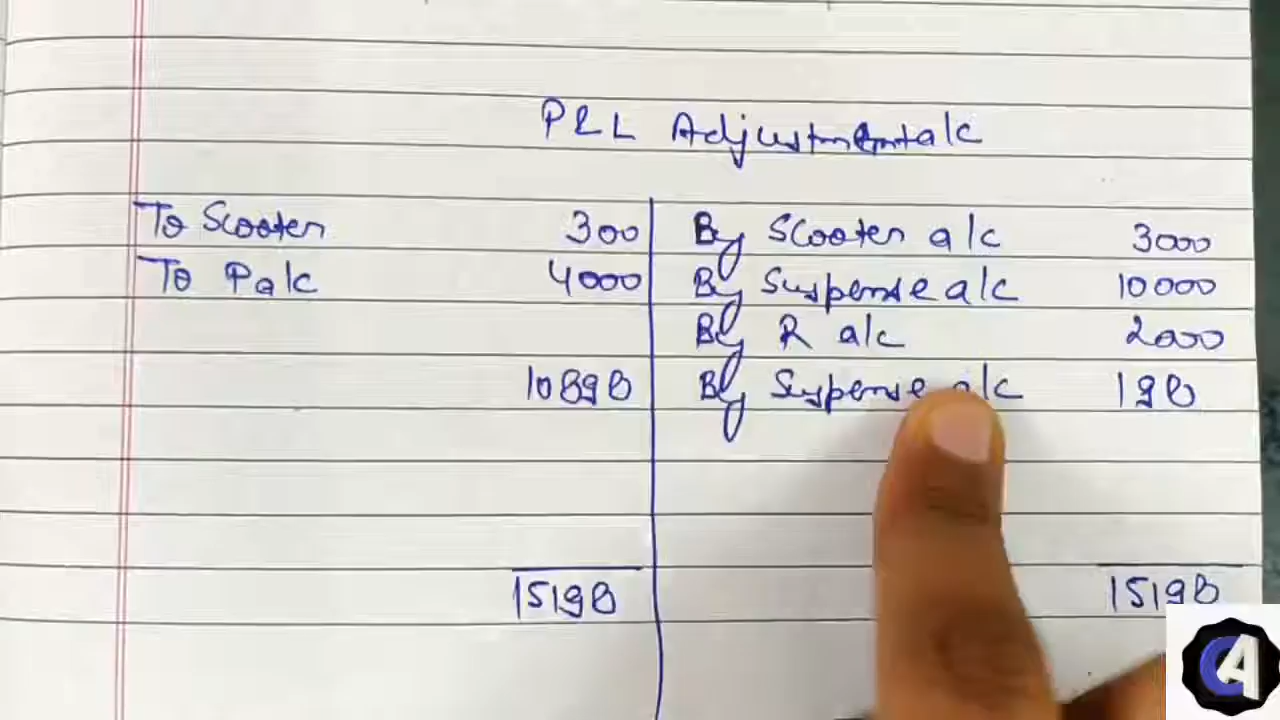 P&L Adjustment a/c
To Scooter 300 By Scooter a/c 3000
To P a/c 4000 By Suspense a/c 10000
By R a/c 2000
10898 By Suspense a/c 198
15198 15198
CA